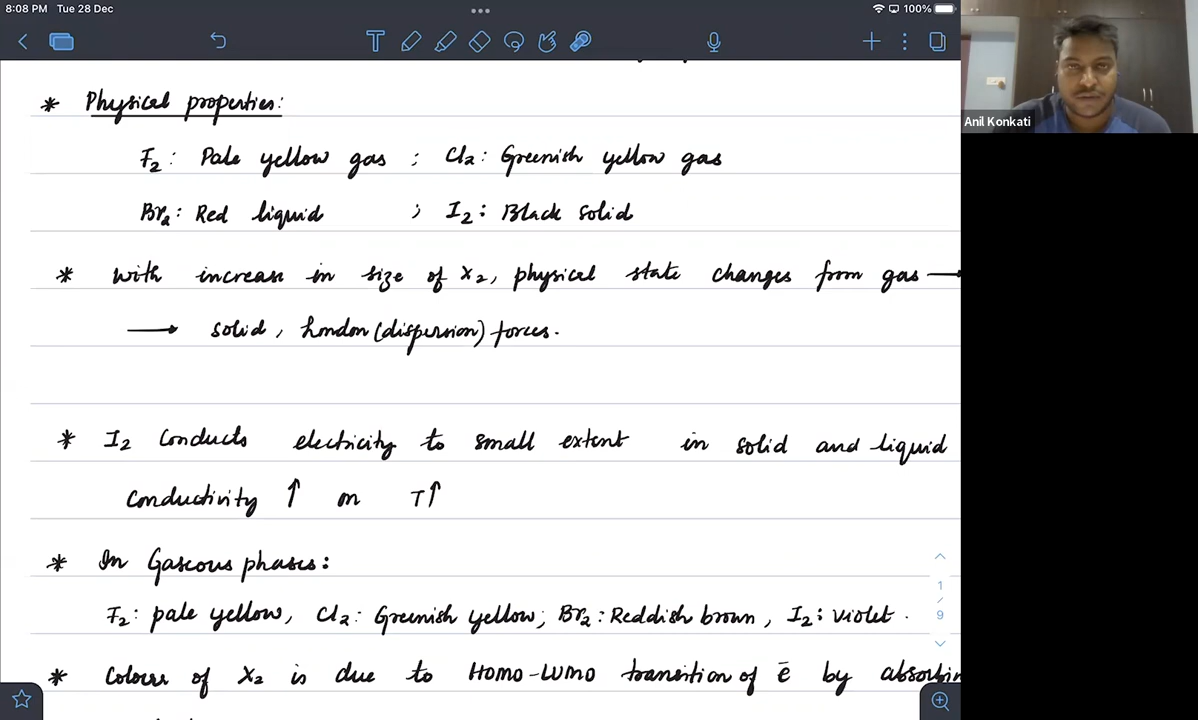 8:08 PM Tue 28 Dec
100%
Anil Konkati
* Physical properties:
F₂ : Pale yellow gas ; Cl₂ : Greenish yellow gas
Br₂ : Red liquid ; I₂ : Black solid
* With increase in size of X₂, physical state changes from gas →
→ solid, London (dispersion) forces.
* I₂ Conducts electricity to small extent in solid and liquid
Conductivity ↑ on T↑
* In Gaseous phases:
F₂ : pale yellow, Cl₂ : Greenish yellow; Br₂ : Reddish brown, I₂ : violet.
1
/
9
* Colour of X₂ is due to HOMO-LUMO transition of ē by absorbin